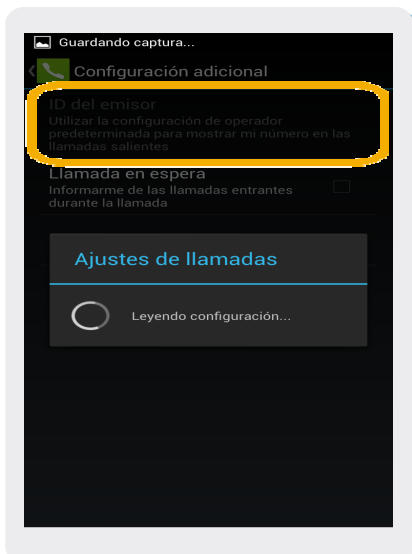 Guardando captura...
Configuración adicional
ID del emisor
Utilizar la configuración de operador
predeterminada para mostrar mi número en las
llamadas salientes
Llamada en espera
Informarme de las llamadas entrantes
durante la llamada
Ajustes de llamadas
Leyendo configuración...